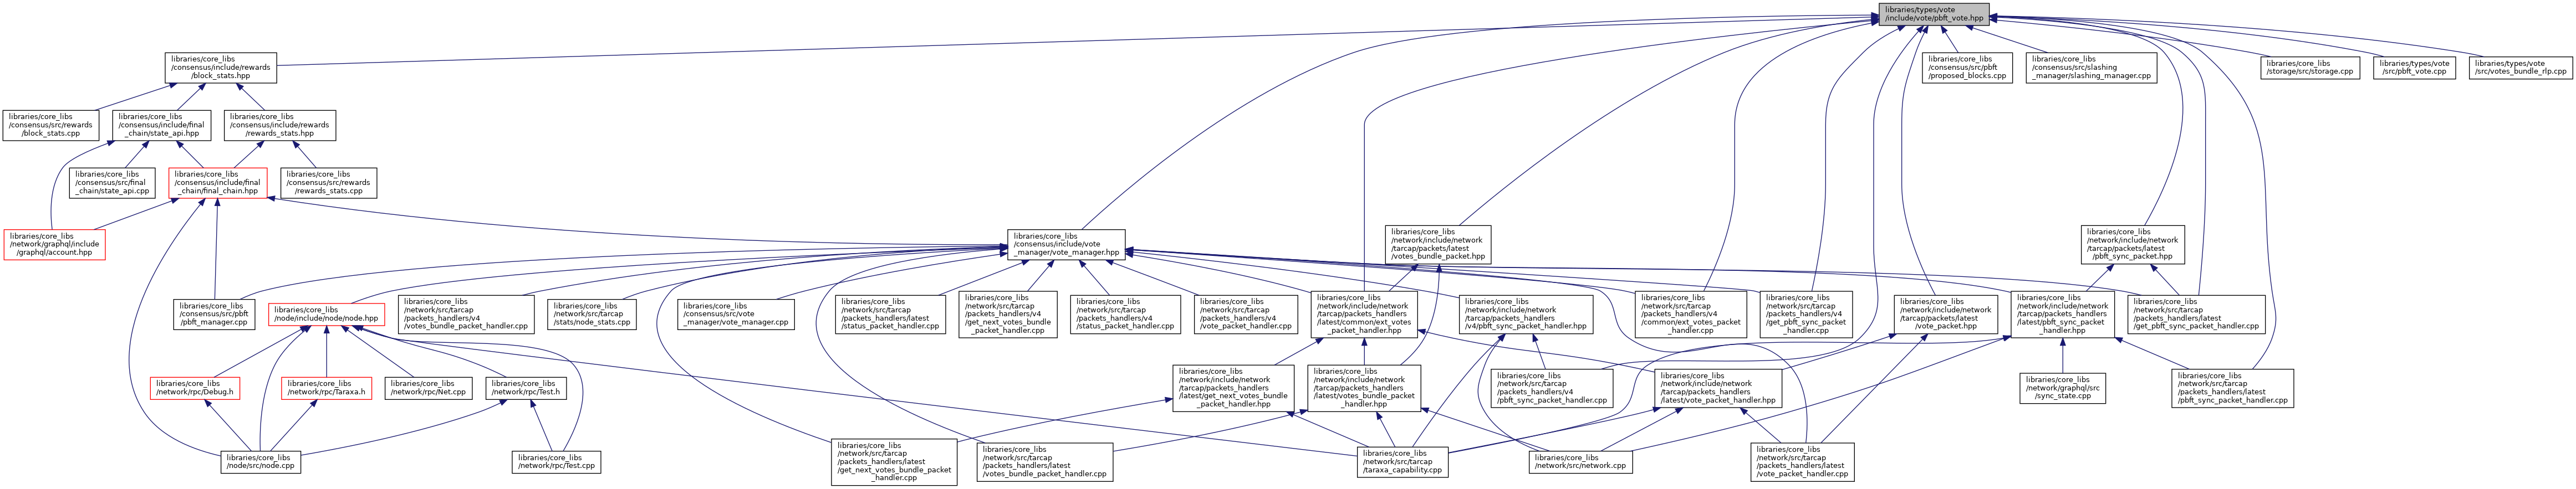 libraries/types/vote
/include/vote/pbft_vote.hpp
libraries/core_libs
/consensus/include/rewards
/block_stats.hpp
libraries/core_libs
/consensus/src/pbft
/proposed_blocks.cpp
libraries/core_libs
/consensus/src/slashing
_manager/slashing_manager.cpp
libraries/core_libs
/storage/src/storage.cpp
libraries/types/vote
/src/pbft_vote.cpp
libraries/types/vote
/src/votes_bundle_rlp.cpp
libraries/core_libs
/consensus/src/rewards
/block_stats.cpp
libraries/core_libs
/consensus/include/final
_chain/state_api.hpp
libraries/core_libs
/consensus/include/rewards
/rewards_stats.hpp
libraries/core_libs
/consensus/src/final
_chain/state_api.cpp
libraries/core_libs
/consensus/include/final
_chain/final_chain.hpp
libraries/core_libs
/consensus/src/rewards
/rewards_stats.cpp
libraries/core_libs
/network/graphql/include
/graphql/account.hpp
libraries/core_libs
/consensus/include/vote
_manager/vote_manager.hpp
libraries/core_libs
/network/include/network
/tarcap/packets/latest
/votes_bundle_packet.hpp
libraries/core_libs
/network/include/network
/tarcap/packets/latest
/pbft_sync_packet.hpp
libraries/core_libs
/consensus/src/pbft
/pbft_manager.cpp
libraries/core_libs
/node/include/node/node.hpp
libraries/core_libs
/network/src/tarcap
/packets_handlers/v4
/votes_bundle_packet_handler.cpp
libraries/core_libs
/network/src/tarcap
/stats/node_stats.cpp
libraries/core_libs
/consensus/src/vote
_manager/vote_manager.cpp
libraries/core_libs
/network/src/tarcap
/packets_handlers/latest
/status_packet_handler.cpp
libraries/core_libs
/network/src/tarcap
/packets_handlers/v4
/get_next_votes_bundle
_packet_handler.cpp
libraries/core_libs
/network/src/tarcap
/packets_handlers/v4
/status_packet_handler.cpp
libraries/core_libs
/network/src/tarcap
/packets_handlers/v4
/vote_packet_handler.cpp
libraries/core_libs
/network/include/network
/tarcap/packets_handlers
/latest/common/ext_votes
_packet_handler.hpp
libraries/core_libs
/network/include/network
/tarcap/packets_handlers
/v4/pbft_sync_packet_handler.hpp
libraries/core_libs
/network/src/tarcap
/packets_handlers/v4
/common/ext_votes_packet
_handler.cpp
libraries/core_libs
/network/src/tarcap
/packets_handlers/v4
/get_pbft_sync_packet
_handler.cpp
libraries/core_libs
/network/include/network
/tarcap/packets/latest
/vote_packet.hpp
libraries/core_libs
/network/include/network
/tarcap/packets_handlers
/latest/pbft_sync_packet
_handler.hpp
libraries/core_libs
/network/src/tarcap
/packets_handlers/latest
/get_pbft_sync_packet_handler.cpp
libraries/core_libs
/network/rpc/Debug.h
libraries/core_libs
/network/rpc/Taraxa.h
libraries/core_libs
/network/rpc/Net.cpp
libraries/core_libs
/network/rpc/Test.h
libraries/core_libs
/network/include/network
/tarcap/packets_handlers
/latest/get_next_votes_bundle
_packet_handler.hpp
libraries/core_libs
/network/include/network
/tarcap/packets_handlers
/latest/votes_bundle_packet
_handler.hpp
libraries/core_libs
/network/src/tarcap
/packets_handlers/v4
/pbft_sync_packet_handler.cpp
libraries/core_libs
/network/include/network
/tarcap/packets_handlers
/latest/vote_packet_handler.hpp
libraries/core_libs
/network/graphql/src
/sync_state.cpp
libraries/core_libs
/network/src/tarcap
/packets_handlers/latest
/pbft_sync_packet_handler.cpp
libraries/core_libs
/node/src/node.cpp
libraries/core_libs
/network/rpc/Test.cpp
libraries/core_libs
/network/src/tarcap
/packets_handlers/latest
/get_next_votes_bundle_packet
_handler.cpp
libraries/core_libs
/network/src/tarcap
/packets_handlers/latest
/votes_bundle_packet_handler.cpp
libraries/core_libs
/network/src/tarcap
/taraxa_capability.cpp
libraries/core_libs
/network/src/network.cpp
libraries/core_libs
/network/src/tarcap
/packets_handlers/latest
/vote_packet_handler.cpp